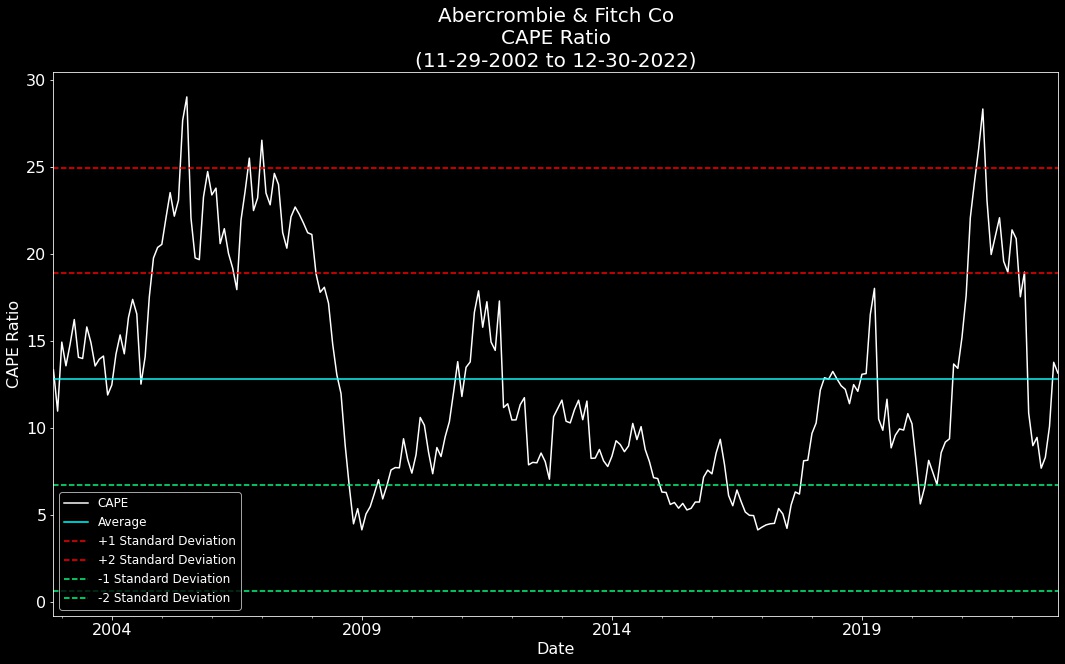 Abercrombie & Fitch Co
CAPE Ratio
(11-29-2002 to 12-30-2022)
30
25
20
15
10
5
0
CAPE Ratio
CAPE
Average
+1 Standard Deviation
+2 Standard Deviation
-1 Standard Deviation
-2 Standard Deviation
2004
2009
2014
2019
Date